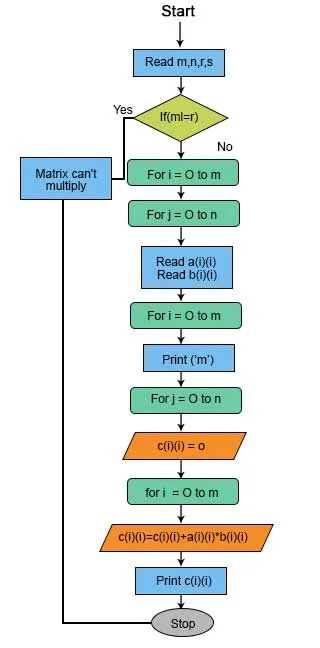 Start
Read m,n,r,s
Yes
If(ml=r)
No
Matrix can't
multiply
For i = O to m
For j = O to n
Read a(i)(i)
Read b(i)(i)
For i = O to m
Print ('m')
For j = O to n
c(i)(i) = o
for i = O to m
c(i)(i)=c(i)(i)+a(i)(i)*b(i)(i)
Print c(i)(i)
Stop